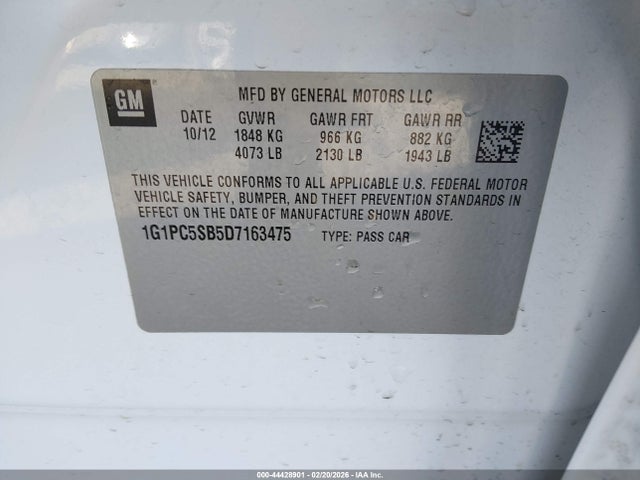 GM
MFD BY GENERAL MOTORS LLC
DATE GVWR GAWR FRT GAWR RR
10/12 1848 KG 966 KG 882 KG
4073 LB 2130 LB 1943 LB
THIS VEHICLE CONFORMS TO ALL APPLICABLE U.S. FEDERAL MOTOR
VEHICLE SAFETY, BUMPER, AND THEFT PREVENTION STANDARDS IN
EFFECT ON THE DATE OF MANUFACTURE SHOWN ABOVE.
1G1PC5SB5D7163475 TYPE: PASS CAR
000-44428901 - 02/20/2026 - IAAI Inc.